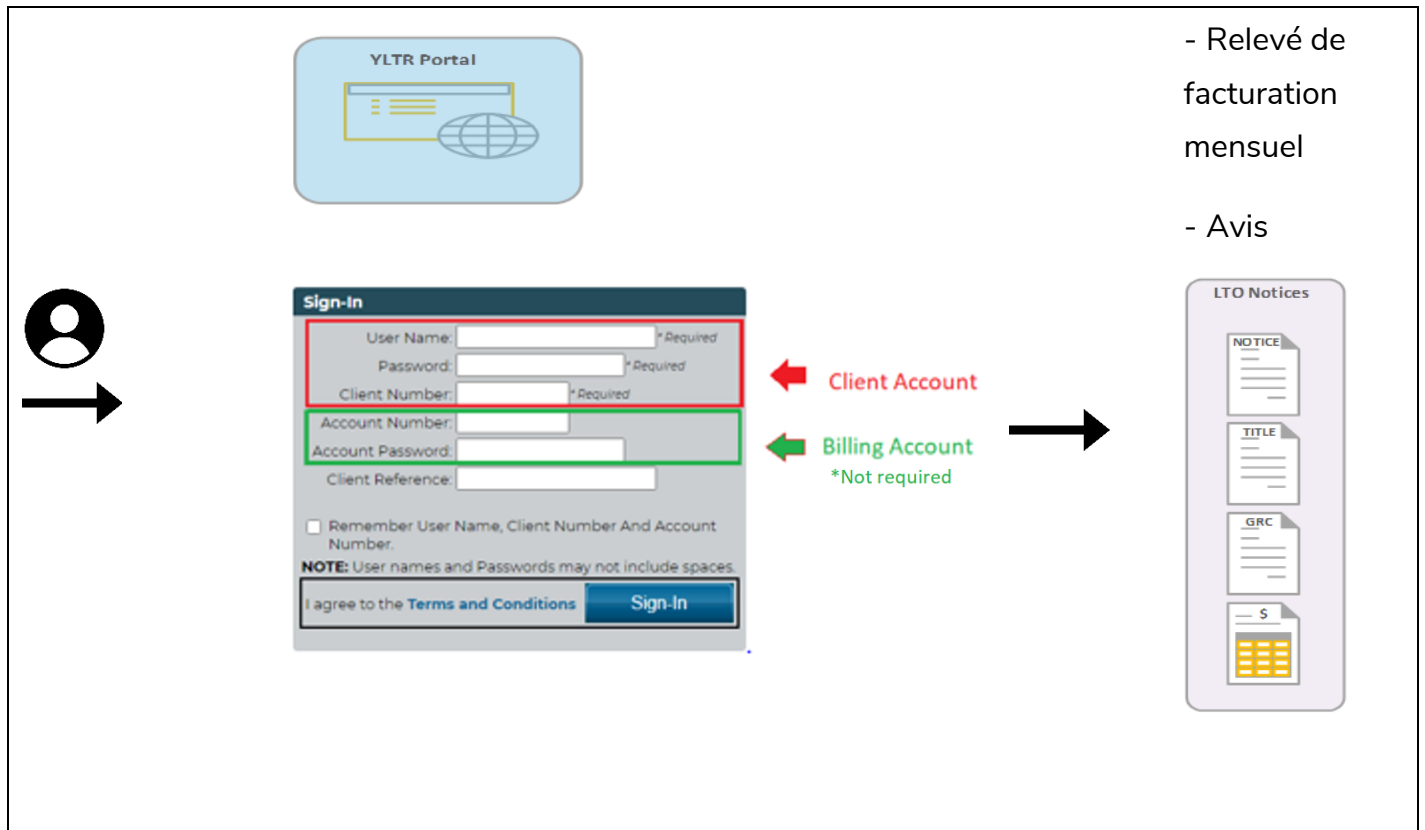 YLTR Portal
- Relevé de
facturation
mensuel
- Avis
Sign-In
User Name:
* Required
Password:
* Required
Client Number:
* Required
Account Number:
Account Password:
Client Reference:
Remember User Name, Client Number And Account
Number.
NOTE: User names and Passwords may not include spaces.
I agree to the Terms and Conditions
Sign-In
Client Account
Billing Account
*Not required
LTO Notices
NOTICE
TITLE
GRC
$